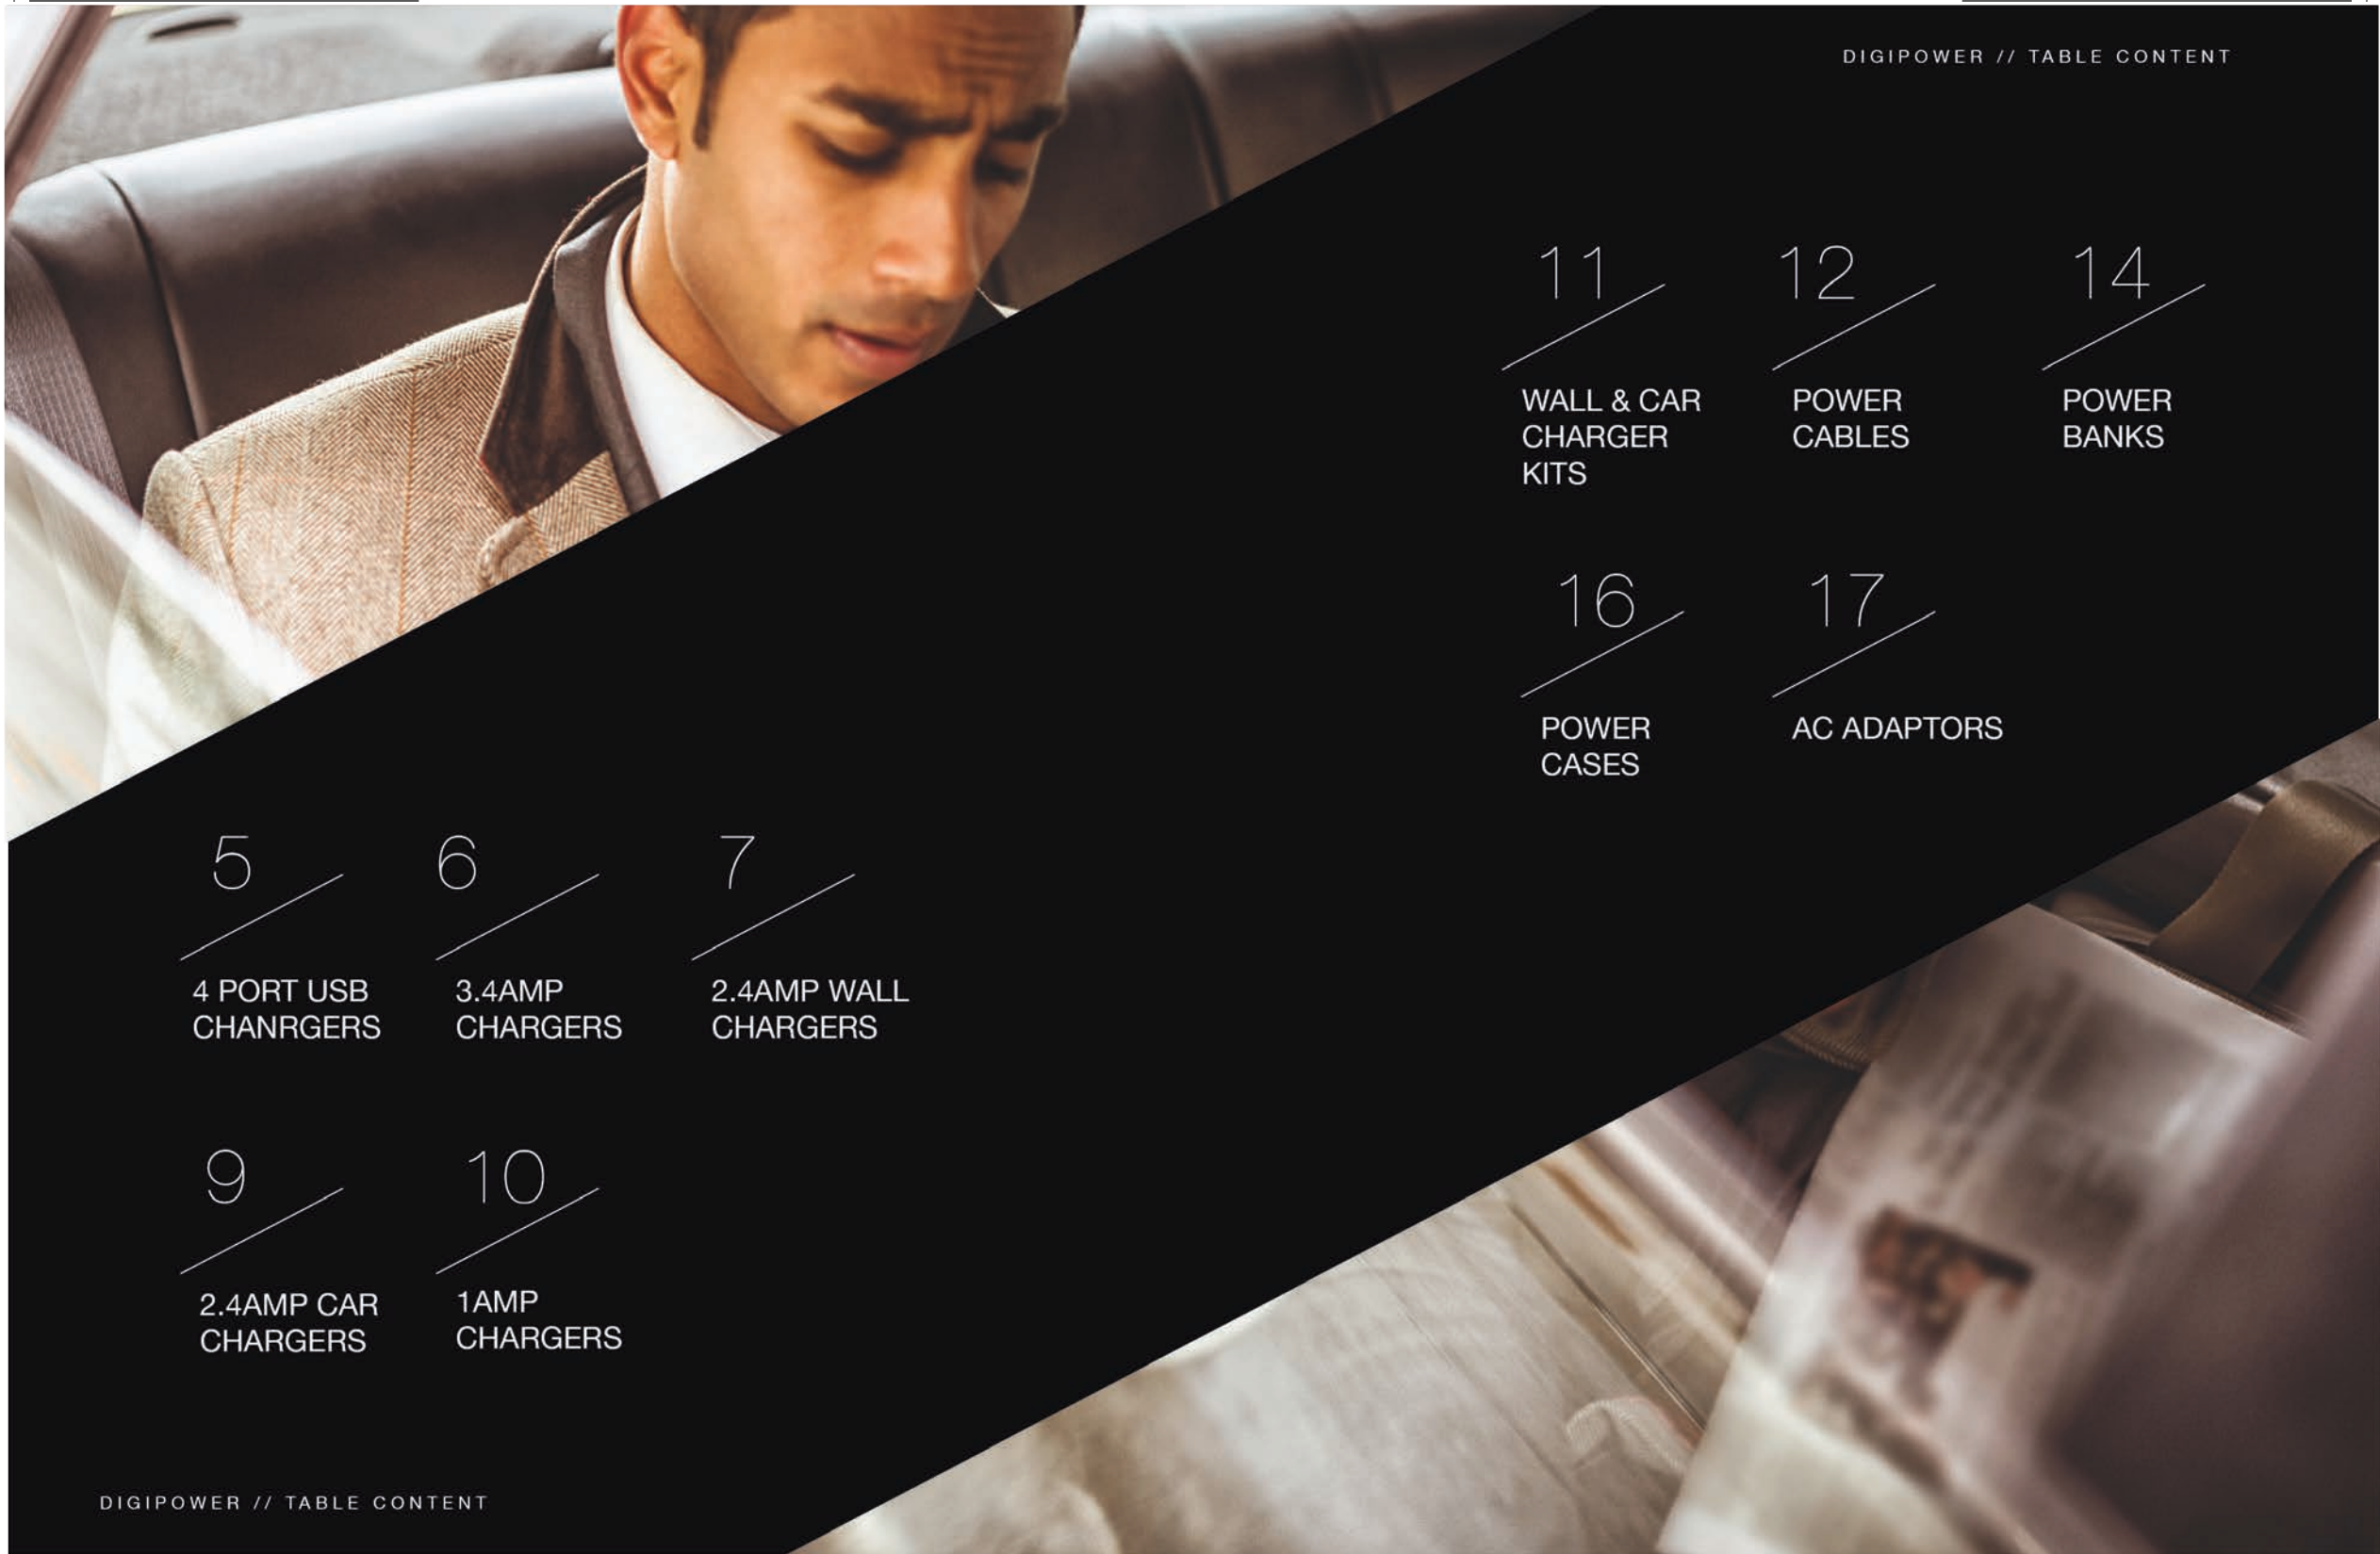 DIGIPOWER // TABLE CONTENT
11
WALL & CAR
CHARGER
KITS
12
POWER
CABLES
14
POWER
BANKS
16
POWER
CASES
17
AC ADAPTORS
5
4 PORT USB
CHANRGERS
6
3.4AMP
CHARGERS
7
2.4AMP WALL
CHARGERS
9
2.4AMP CAR
CHARGERS
10
1AMP
CHARGERS
DIGIPOWER // TABLE CONTENT